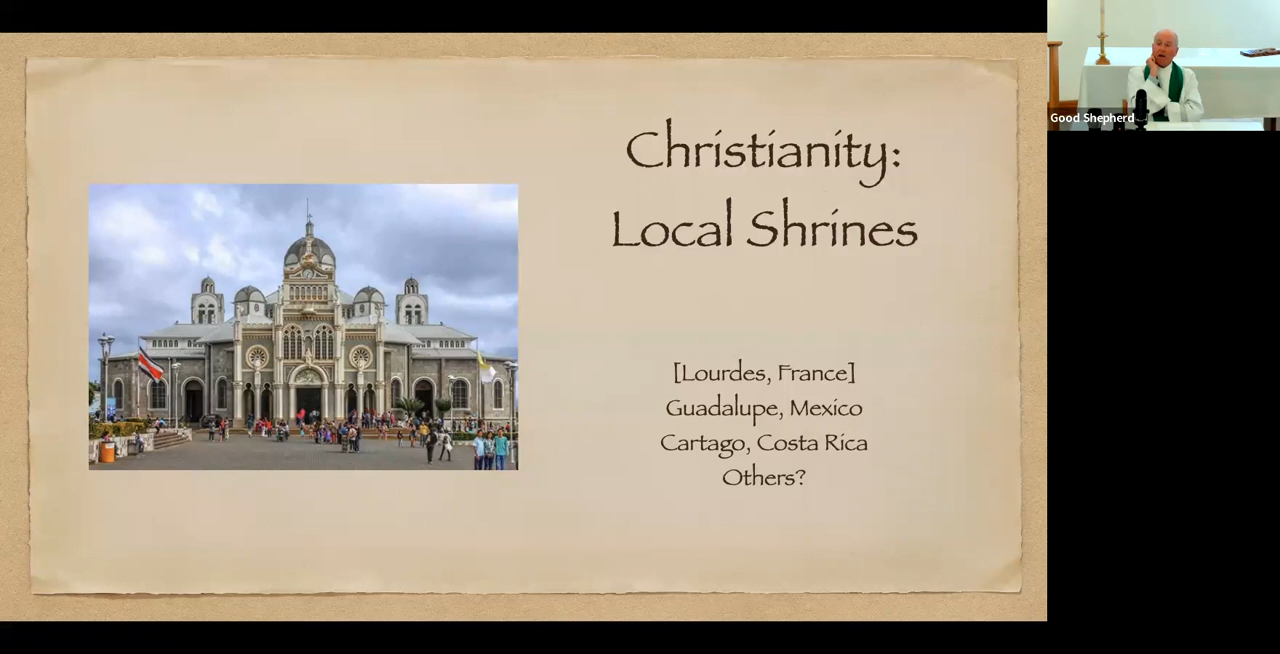 Christianity:
Local Shrines
[Lourdes, France]
Guadalupe, Mexico
Cartago, Costa Rica
Others?
Good Shepherd